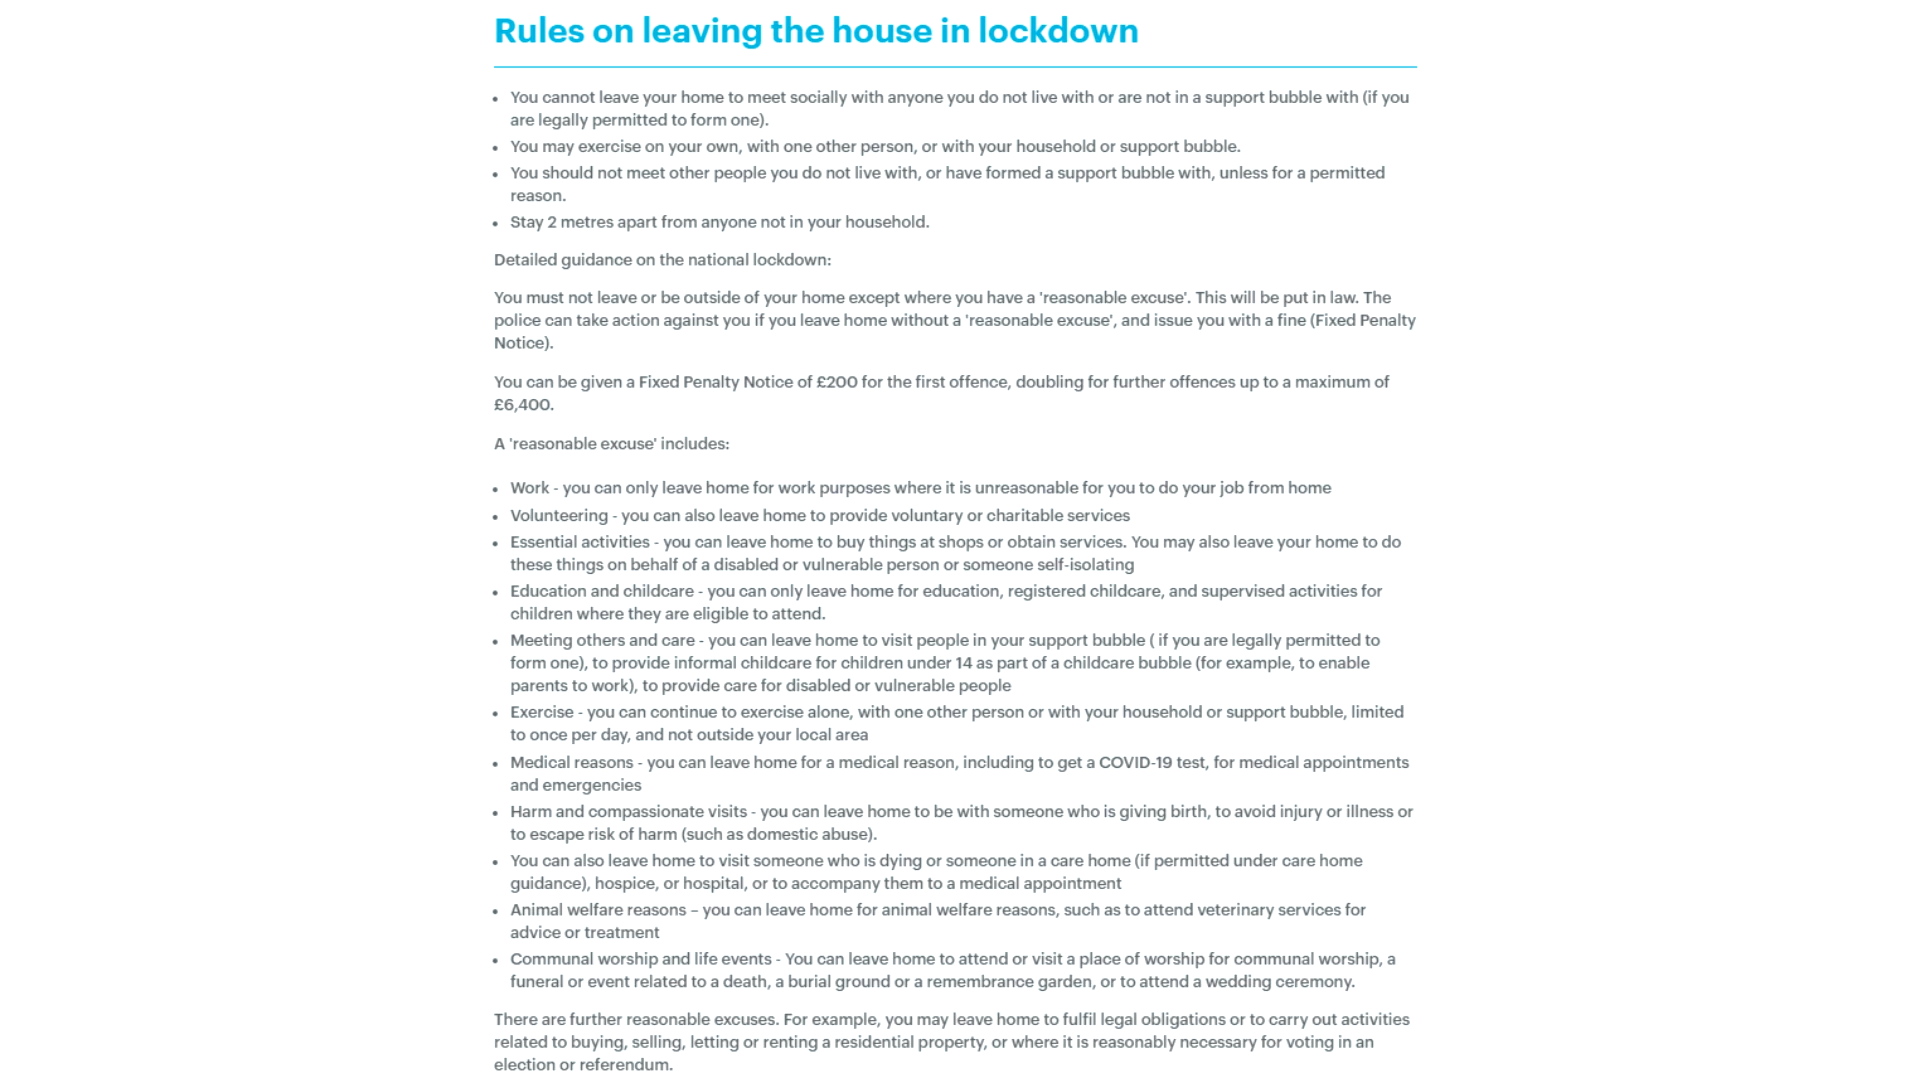 Rules on leaving the house in lockdown
• You cannot leave your home to meet socially with anyone you do not live with or are not in a support bubble with (if you
are legally permitted to form one).
• You may exercise on your own, with one other person, or with your household or support bubble.
• You should not meet other people you do not live with, or have formed a support bubble with, unless for a permitted
reason.
• Stay 2 metres apart from anyone not in your household.
Detailed guidance on the national lockdown:
You must not leave or be outside of your home except where you have a 'reasonable excuse'. This will be put in law. The
police can take action against you if you leave home without a 'reasonable excuse', and issue you with a fine (Fixed Penalty
Notice).
You can be given a Fixed Penalty Notice of £200 for the first offence, doubling for further offences up to a maximum of
£6,400.
A 'reasonable excuse' includes:
• Work - you can only leave home for work purposes where it is unreasonable for you to do your job from home
• Volunteering - you can also leave home to provide voluntary or charitable services
• Essential activities - you can leave home to buy things at shops or obtain services. You may also leave your home to do
these things on behalf of a disabled or vulnerable person or someone self-isolating
• Education and childcare - you can only leave home for education, registered childcare, and supervised activities for
children where they are eligible to attend.
• Meeting others and care - you can leave home to visit people in your support bubble ( if you are legally permitted to
form one), to provide informal childcare for children under 14 as part of a childcare bubble (for example, to enable
parents to work), to provide care for disabled or vulnerable people
• Exercise - you can continue to exercise alone, with one other person or with your household or support bubble, limited
to once per day, and not outside your local area
• Medical reasons - you can leave home for a medical reason, including to get a COVID-19 test, for medical appointments
and emergencies
• Harm and compassionate visits - you can leave home to be with someone who is giving birth, to avoid injury or illness or
to escape risk of harm (such as domestic abuse).
• You can also leave home to visit someone who is dying or someone in a care home (if permitted under care home
guidance), hospice, or hospital, or to accompany them to a medical appointment
• Animal welfare reasons – you can leave home for animal welfare reasons, such as to attend veterinary services for
advice or treatment
• Communal worship and life events - You can leave home to attend or visit a place of worship for communal worship, a
funeral or event related to a death, a burial ground or a remembrance garden, or to attend a wedding ceremony.
There are further reasonable excuses. For example, you may leave home to fulfil legal obligations or to carry out activities
related to buying, selling, letting or renting a residential property, or where it is reasonably necessary for voting in an
election or referendum.